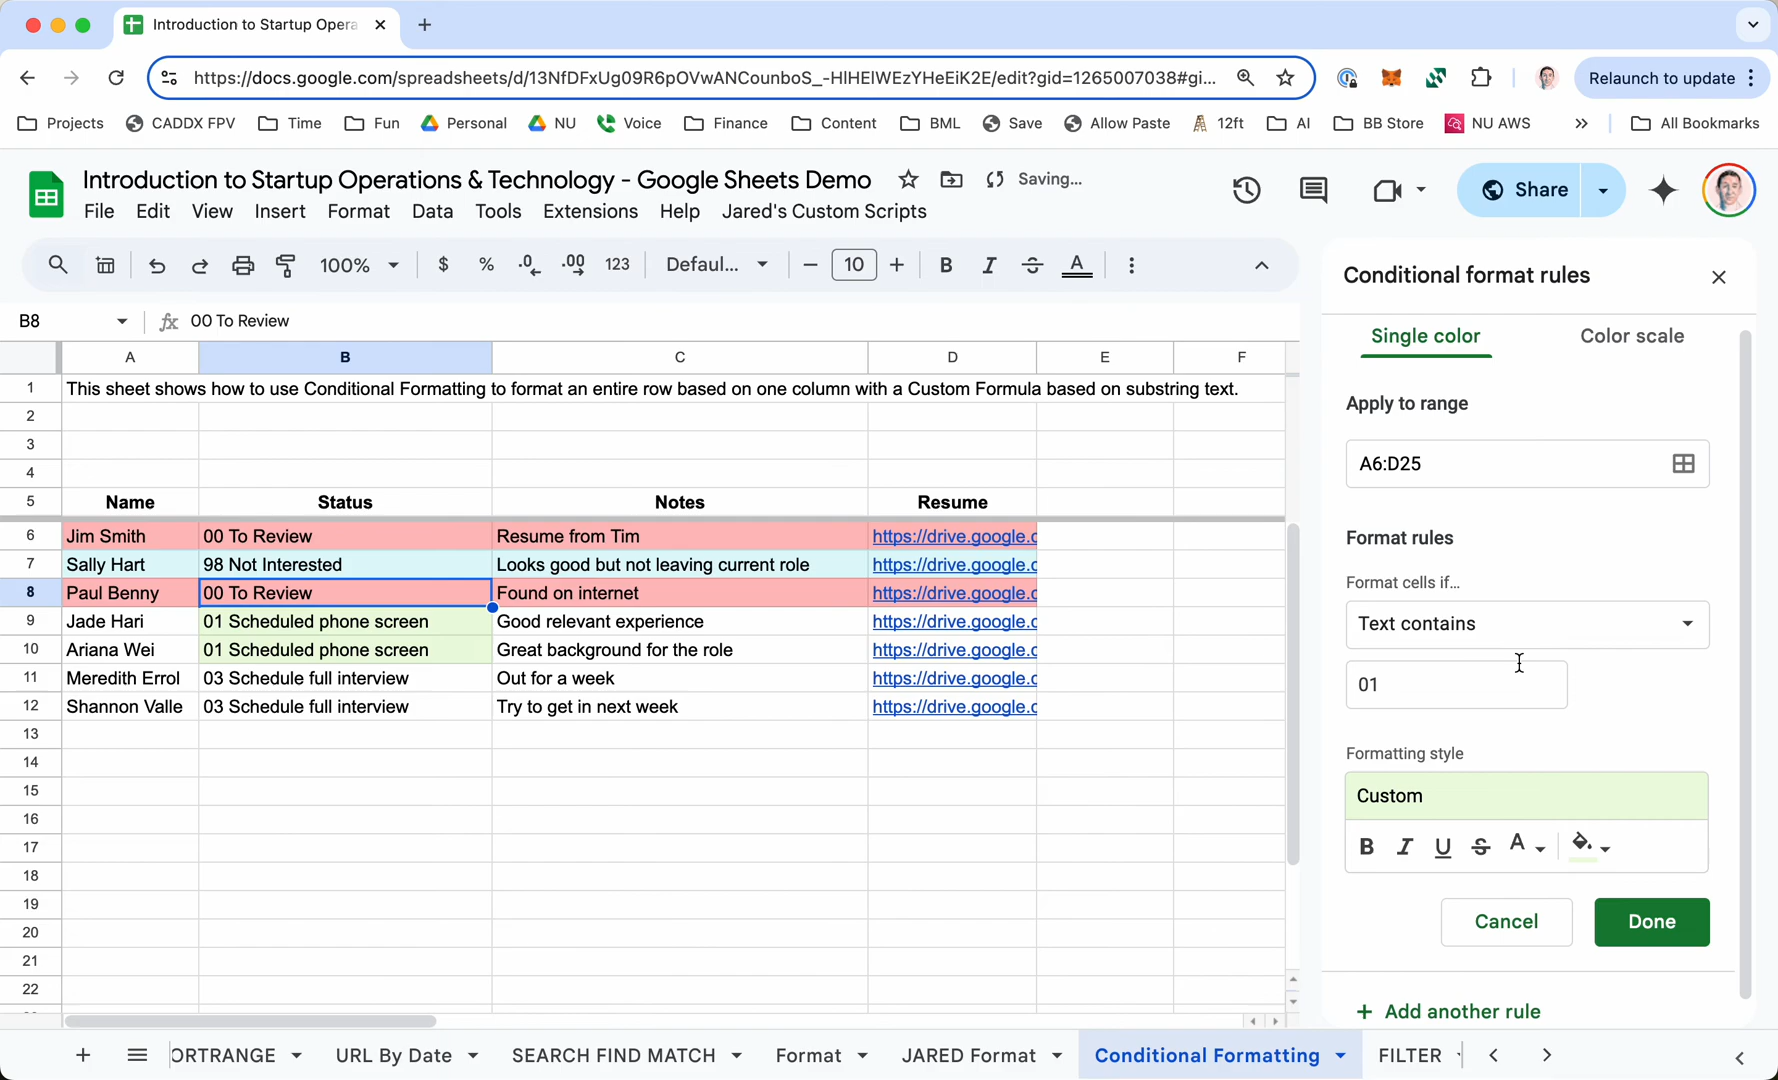 Introduction to Startup Opera
https://docs.google.com/spreadsheets/d/13NfDFxUg09R6pOVwANCounboS_-HlHElWEzYHeEiK2E/edit?gid=1265007038#gi...
Relaunch to update
Projects CADDX FPV Time Fun Personal NU Voice Finance Content BML Save Allow Paste 12ft AI BB Store NU AWS » All Bookmarks
Introduction to Startup Operations & Technology - Google Sheets Demo Saving...
File Edit View Insert Format Data Tools Extensions Help Jared's Custom Scripts
Share
100% $ % .0 .00 123 Defaul... 10 B I S A
Conditional format rules
B8 fx 00 To Review
Single color Color scale
A B C D E F
1 This sheet shows how to use Conditional Formatting to format an entire row based on one column with a Custom Formula based on substring text.
2
3
4
5 Name Status Notes Resume
6 Jim Smith 00 To Review Resume from Tim https://drive.google.c
7 Sally Hart 98 Not Interested Looks good but not leaving current role https://drive.google.c
8 Paul Benny 00 To Review Found on internet https://drive.google.c
9 Jade Hari 01 Scheduled phone screen Good relevant experience https://drive.google.c
10 Ariana Wei 01 Scheduled phone screen Great background for the role https://drive.google.c
11 Meredith Errol 03 Schedule full interview Out for a week https://drive.google.c
12 Shannon Valle 03 Schedule full interview Try to get in next week https://drive.google.c
13
14
15
16
17
18
19
20
21
22
Apply to range
A6:D25
Format rules
Format cells if...
Text contains
01
Formatting style
Custom
B I U S A
Cancel Done
+ Add another rule
ORTRANGE URL By Date SEARCH FIND MATCH Format JARED Format Conditional Formatting FILTER